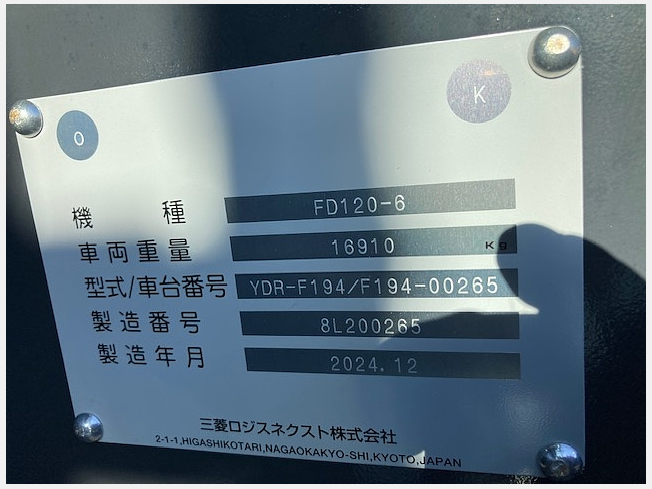 O K
機種 FD120-6
車両重量 16910 Kg
型式/車台番号 YDR-F194/F194-00265
製造番号 8L200265
製造年月 2024.12
三菱ロジスネクスト株式会社
2-1-1,HIGASHIKOTARI,NAGAOKAKYO-SHI,KYOTO,JAPAN